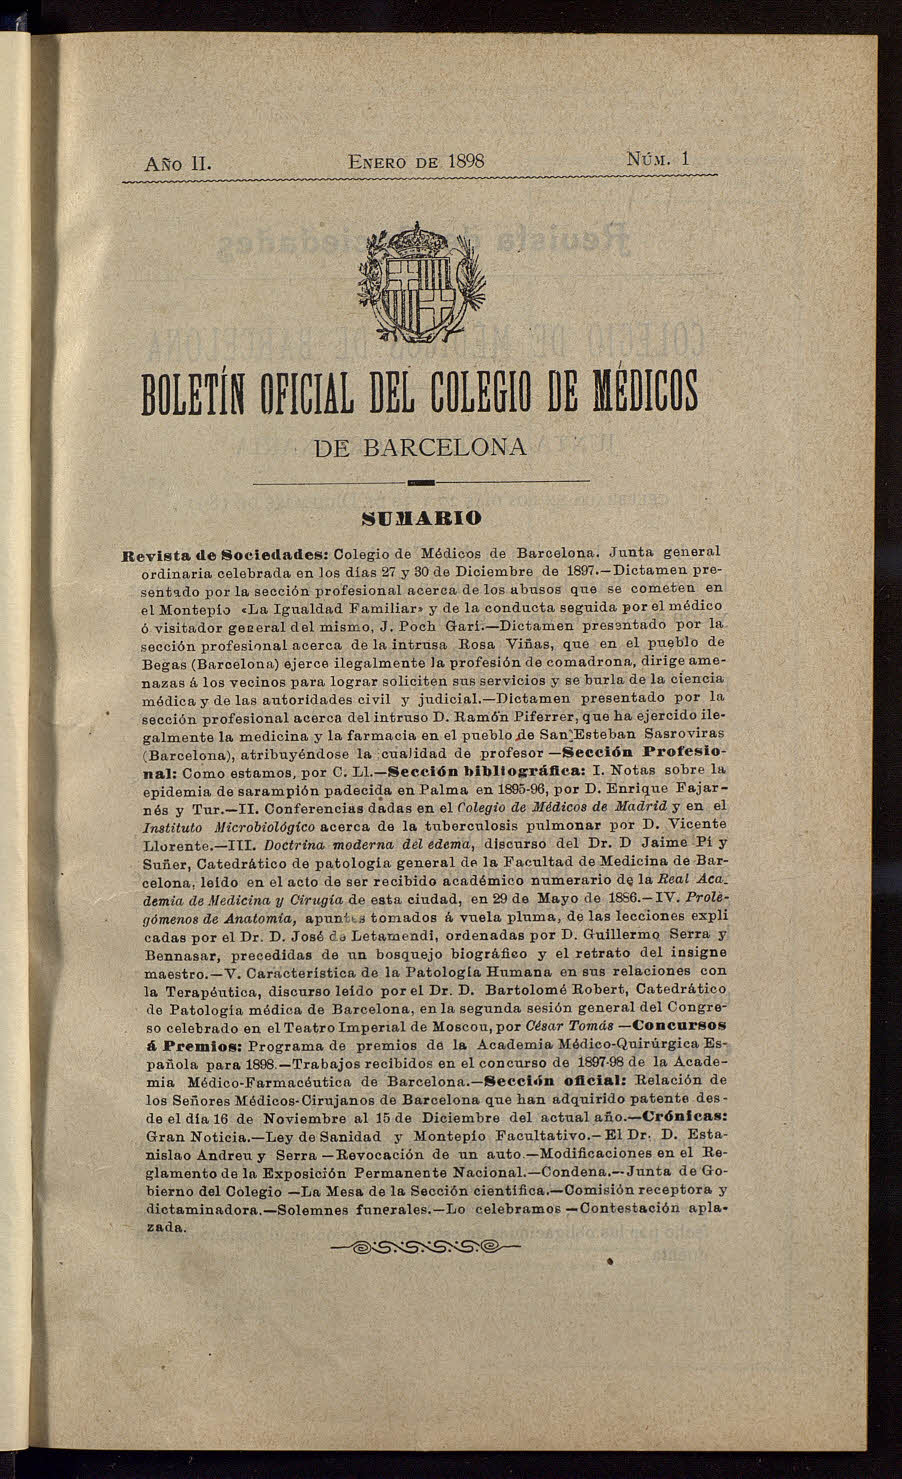 Año II. Enero de 1898 Núm. 1
BOLETÍN OFICIAL DEL COLEGIO DE MÉDICOS
DE BARCELONA
SUMARIO
Revista de Sociedades: Colegio de Médicos de Barcelona. Junta general
ordinaria celebrada en los días 27 y 30 de Diciembre de 1897.—Dictamen pre-
sentado por la sección profesional acerca de los abusos que se cometen en
el Montepío «La Igualdad Familiar» y de la conducta seguida por el médico
ó visitador general del mismo, J. Poch Garí.—Dictamen presentado por la
sección profesional acerca de la intrusa Rosa Viñas, que en el pueblo de
Begas (Barcelona) ejerce ilegalmente la profesión de comadrona, dirige ame-
nazas á los vecinos para lograr soliciten sus servicios y se burla de la ciencia
médica y de las autoridades civil y judicial.—Dictamen presentado por la
sección profesional acerca del intruso D. Ramón Piferrer, que ha ejercido ile-
galmente la medicina y la farmacia en el pueblo de San Esteban Sasroviras
(Barcelona), atribuyéndose la cualidad de profesor—Sección Profesio-
nal: Como estamos, por C. Ll.—Sección bibliográfica: I. Notas sobre la
epidemia de sarampión padecida en Palma en 1895-96, por D. Enrique Fajar-
nés y Tur.—II. Conferencias dadas en el Colegio de Médicos de Madrid y en el
Instituto Microbiológico acerca de la tuberculosis pulmonar por D. Vicente
Llorente.—III. Doctrina moderna del edema, discurso del Dr. D Jaime Pi y
Suñer, Catedrático de patología general de la Facultad de Medicina de Bar-
celona, leído en el acto de ser recibido académico numerario de la Real Aca-
demia de Medicina y Cirugía de esta ciudad, en 29 de Mayo de 1886.—IV. Prole-
gómenos de Anatomía, apuntes tomados á vuela pluma, de las lecciones expli
cadas por el Dr. D. José de Letamendi, ordenadas por D. Guillermo Serra y
Bennasar, precedidas de un bosquejo biográfico y el retrato del insigne
maestro.—V. Característica de la Patología Humana en sus relaciones con
la Terapéutica, discurso leído por el Dr. D. Bartolomé Robert, Catedrático
de Patología médica de Barcelona, en la segunda sesión general del Congre-
so celebrado en el Teatro Imperial de Moscou, por César Tomás—Concursos
á Premios: Programa de premios de la Academia Médico-Quirúrgica Es-
pañola para 1898.—Trabajos recibidos en el concurso de 1897-98 de la Acade-
mia Médico-Farmacéutica de Barcelona.—Sección oficial: Relación de
los Señores Médicos-Cirujanos de Barcelona que han adquirido patente des-
de el día 16 de Noviembre al 15 de Diciembre del actual año.—Crónicas:
Gran Noticia.—Ley de Sanidad y Montepío Facultativo.—El Dr. D. Esta-
nislao Andreu y Serra—Revocación de un auto.—Modificaciones en el Re-
glamento de la Exposición Permanente Nacional.—Condena.—Junta de Go-
bierno del Colegio—La Mesa de la Sección científica.—Comisión receptora y
dictaminadora.—Solemnes funerales.—Lo celebramos—Contestación apla-
zada.